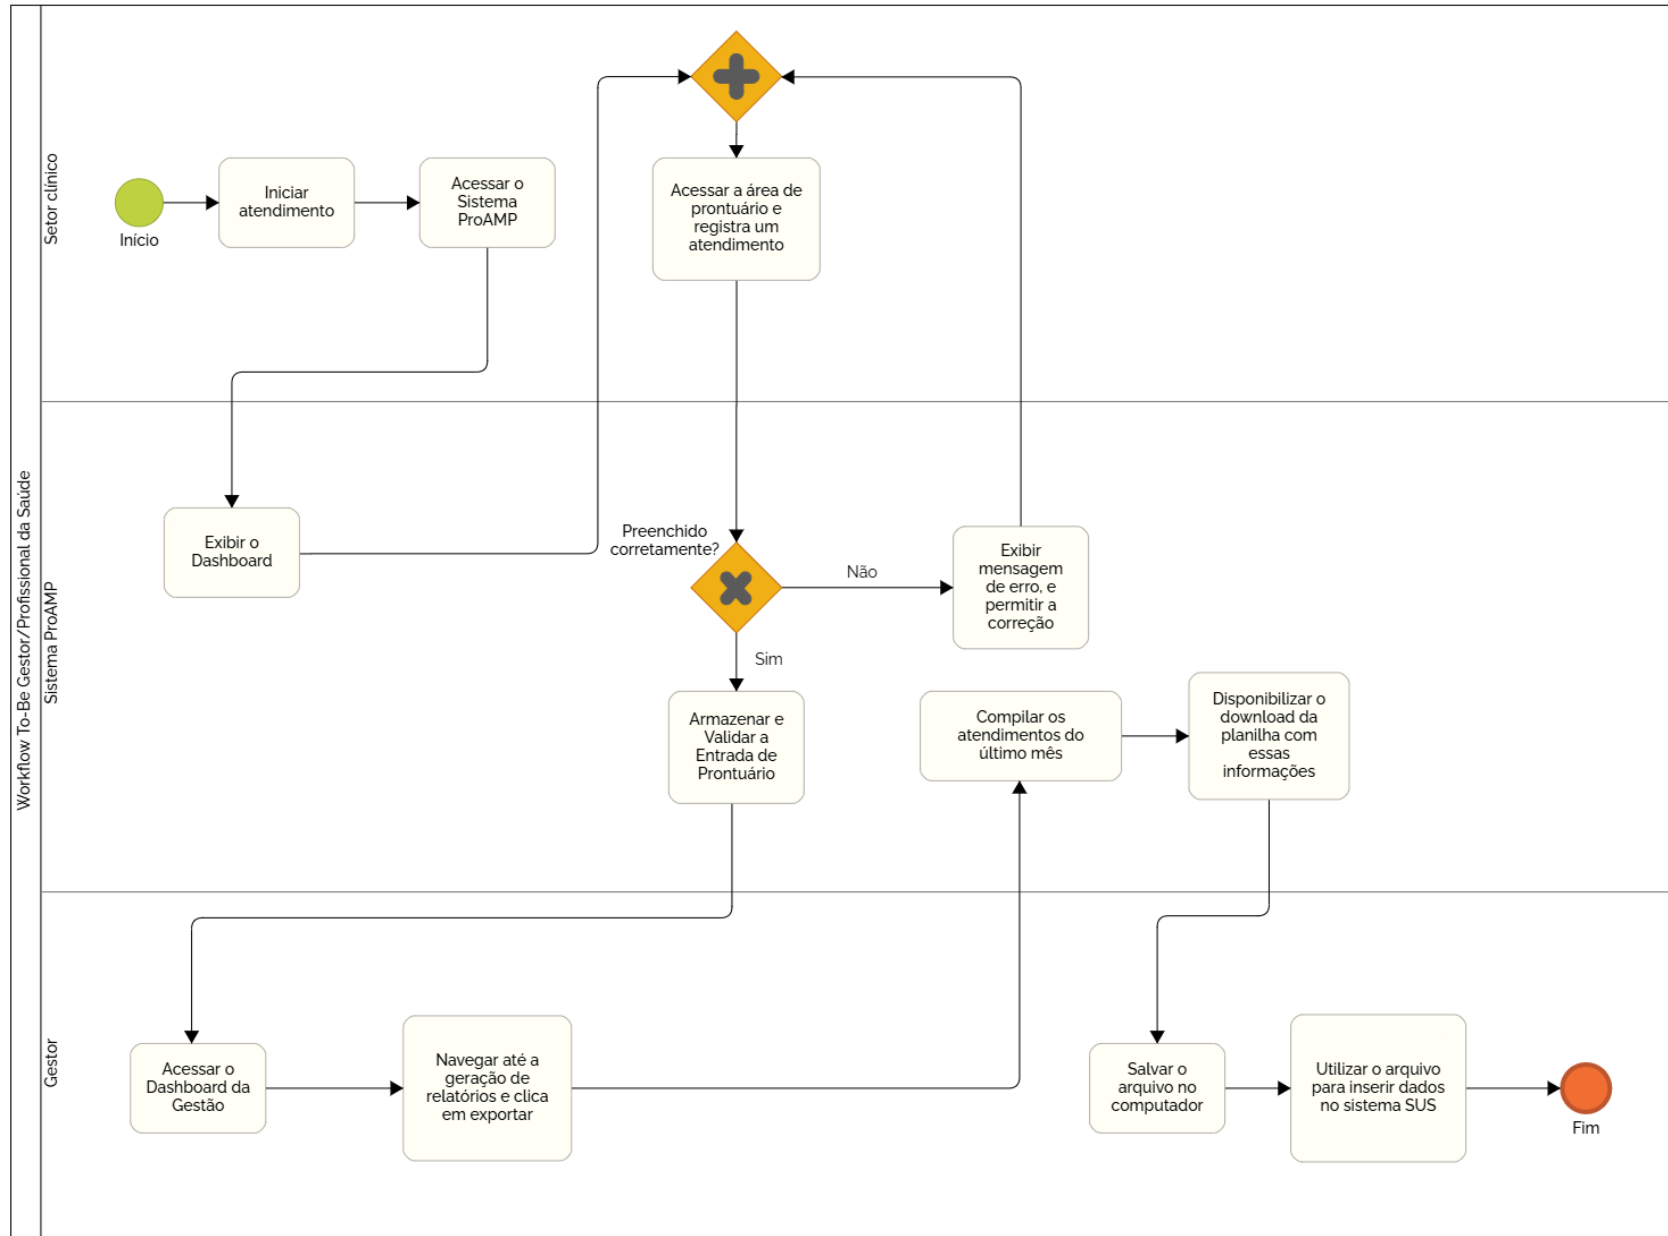 Workflow To-Be Gestor/Profissional da Saúde
Setor clínico
Início
Iniciar
atendimento
Acessar o
Sistema
ProAMP
Acessar a área de
prontuário e
registra um
atendimento
Sistema ProAMP
Exibir o
Dashboard
Preenchido
corretamente?
Não
Exibir
mensagem
de erro, e
permitir a
correção
Sim
Armazenar e
Validar a
Entrada de
Prontuário
Compilar os
atendimentos do
último mês
Disponibilizar o
download da
planilha com
essas
informações
Gestor
Acessar o
Dashboard da
Gestão
Navegar até a
geração de
relatórios e clica
em exportar
Salvar o
arquivo no
computador
Utilizar o arquivo
para inserir dados
no sistema SUS
Fim